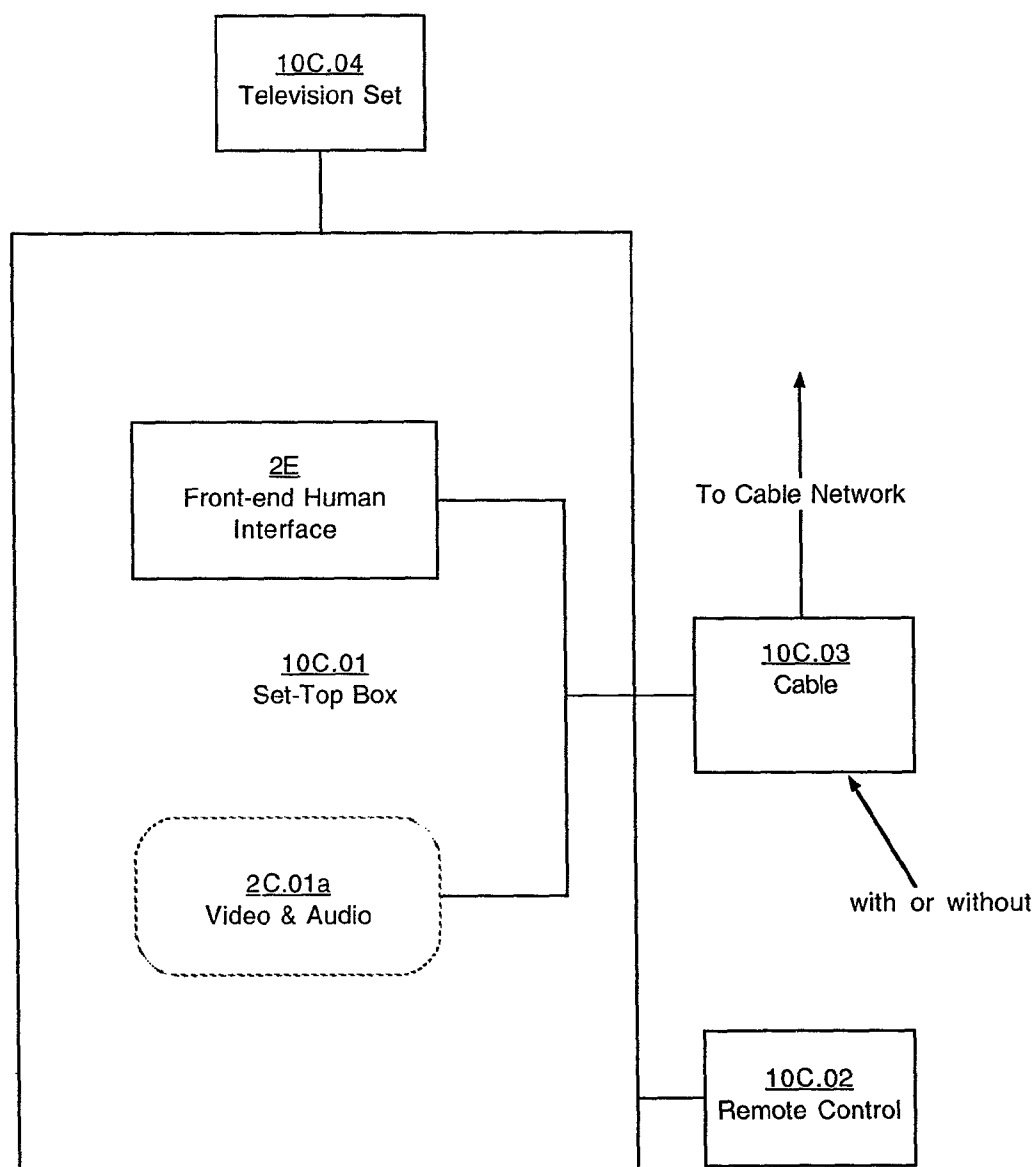 10C.04
Television Set
2E
Front-end Human
Interface
To Cable Network
10C.01
Set-Top Box
10C.03
Cable
2C.01a
Video & Audio
with or without
10C.02
Remote Control